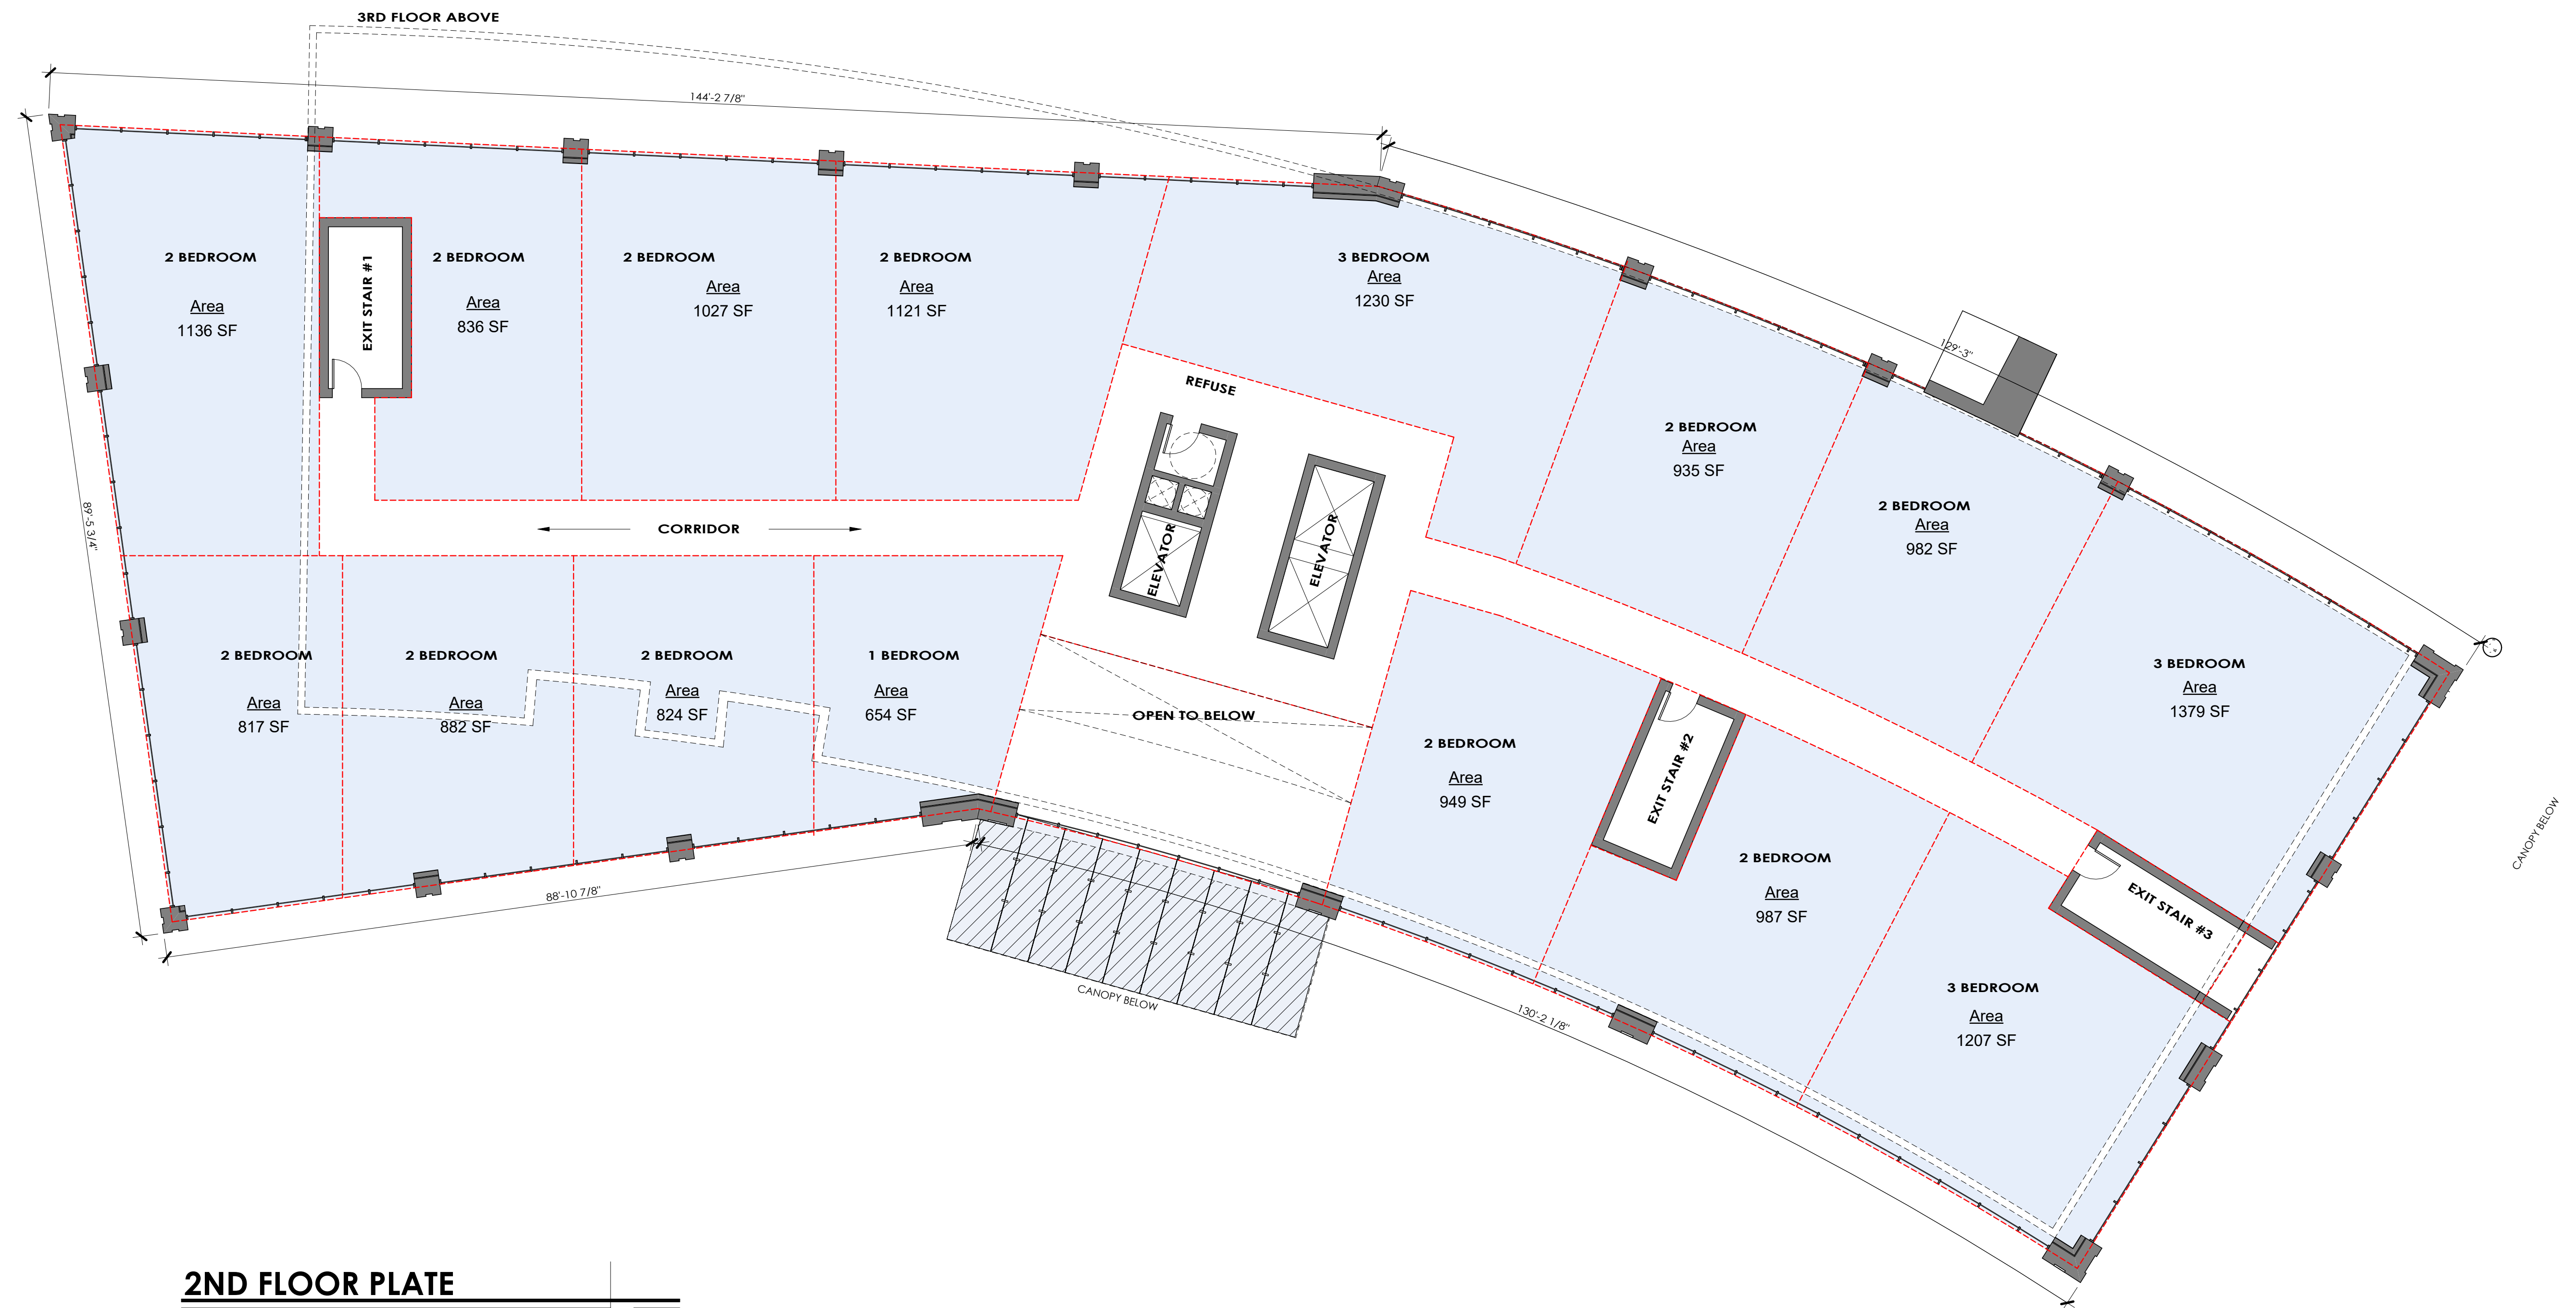 3RD FLOOR ABOVE
144'-2 7/8"
129'-3"
89'-5 3/4"
2 BEDROOM
Area
1136 SF
EXIT STAIR #1
2 BEDROOM
Area
836 SF
2 BEDROOM
Area
1027 SF
2 BEDROOM
Area
1121 SF
3 BEDROOM
Area
1230 SF
REFUSE
2 BEDROOM
Area
935 SF
2 BEDROOM
Area
982 SF
3 BEDROOM
Area
1379 SF
CORRIDOR
ELEVATOR
ELEVATOR
2 BEDROOM
Area
817 SF
2 BEDROOM
Area
882 SF
2 BEDROOM
Area
824 SF
1 BEDROOM
Area
654 SF
OPEN TO BELOW
2 BEDROOM
Area
949 SF
EXIT STAIR #2
2 BEDROOM
Area
987 SF
EXIT STAIR #3
3 BEDROOM
Area
1207 SF
CANOPY BELOW
88'-10 7/8"
CANOPY BELOW
130'-2 1/8"
2ND FLOOR PLATE